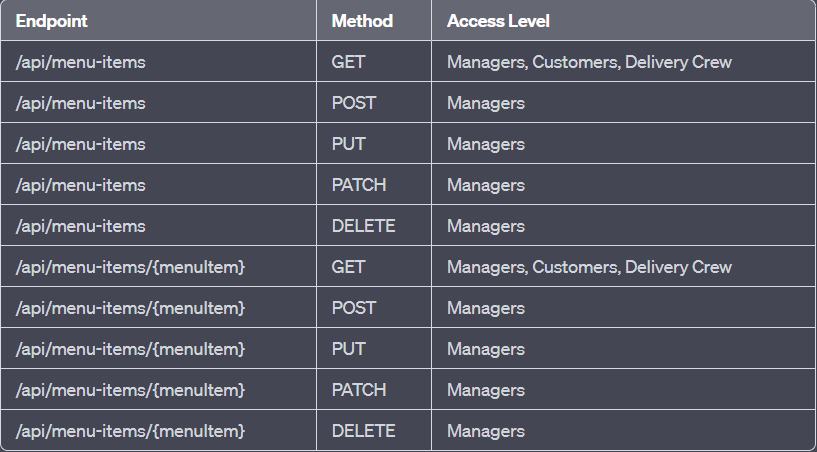 Endpoint Method Access Level
/api/menu-items GET Managers, Customers, Delivery Crew
/api/menu-items POST Managers
/api/menu-items PUT Managers
/api/menu-items PATCH Managers
/api/menu-items DELETE Managers
/api/menu-items/{menuItem} GET Managers, Customers, Delivery Crew
/api/menu-items/{menuItem} POST Managers
/api/menu-items/{menuItem} PUT Managers
/api/menu-items/{menuItem} PATCH Managers
/api/menu-items/{menuItem} DELETE Managers